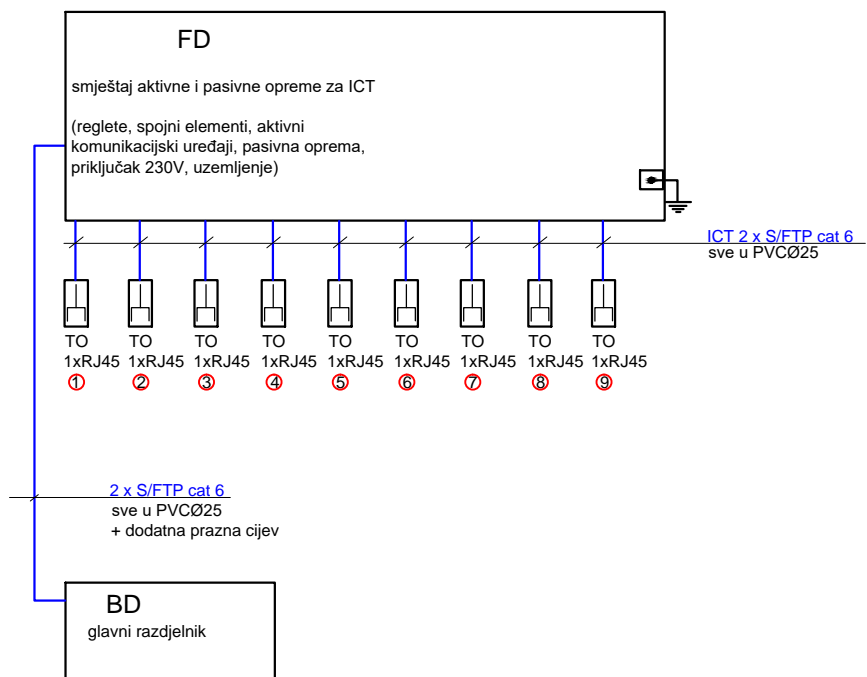 FD
smještaj aktivne i pasivne opreme za ICT
(reglete, spojni elementi, aktivni
komunikacijski uređaji, pasivna oprema,
priključak 230V, uzemljenje)
ICT 2 x S/FTP cat 6
sve u PVCØ25
TO TO TO TO TO TO TO TO TO
1xRJ45 1xRJ45 1xRJ45 1xRJ45 1xRJ45 1xRJ45 1xRJ45 1xRJ45 1xRJ45
1 2 3 4 5 6 7 8 9
2 x S/FTP cat 6
sve u PVCØ25
+ dodatna prazna cijev
BD
glavni razdjelnik